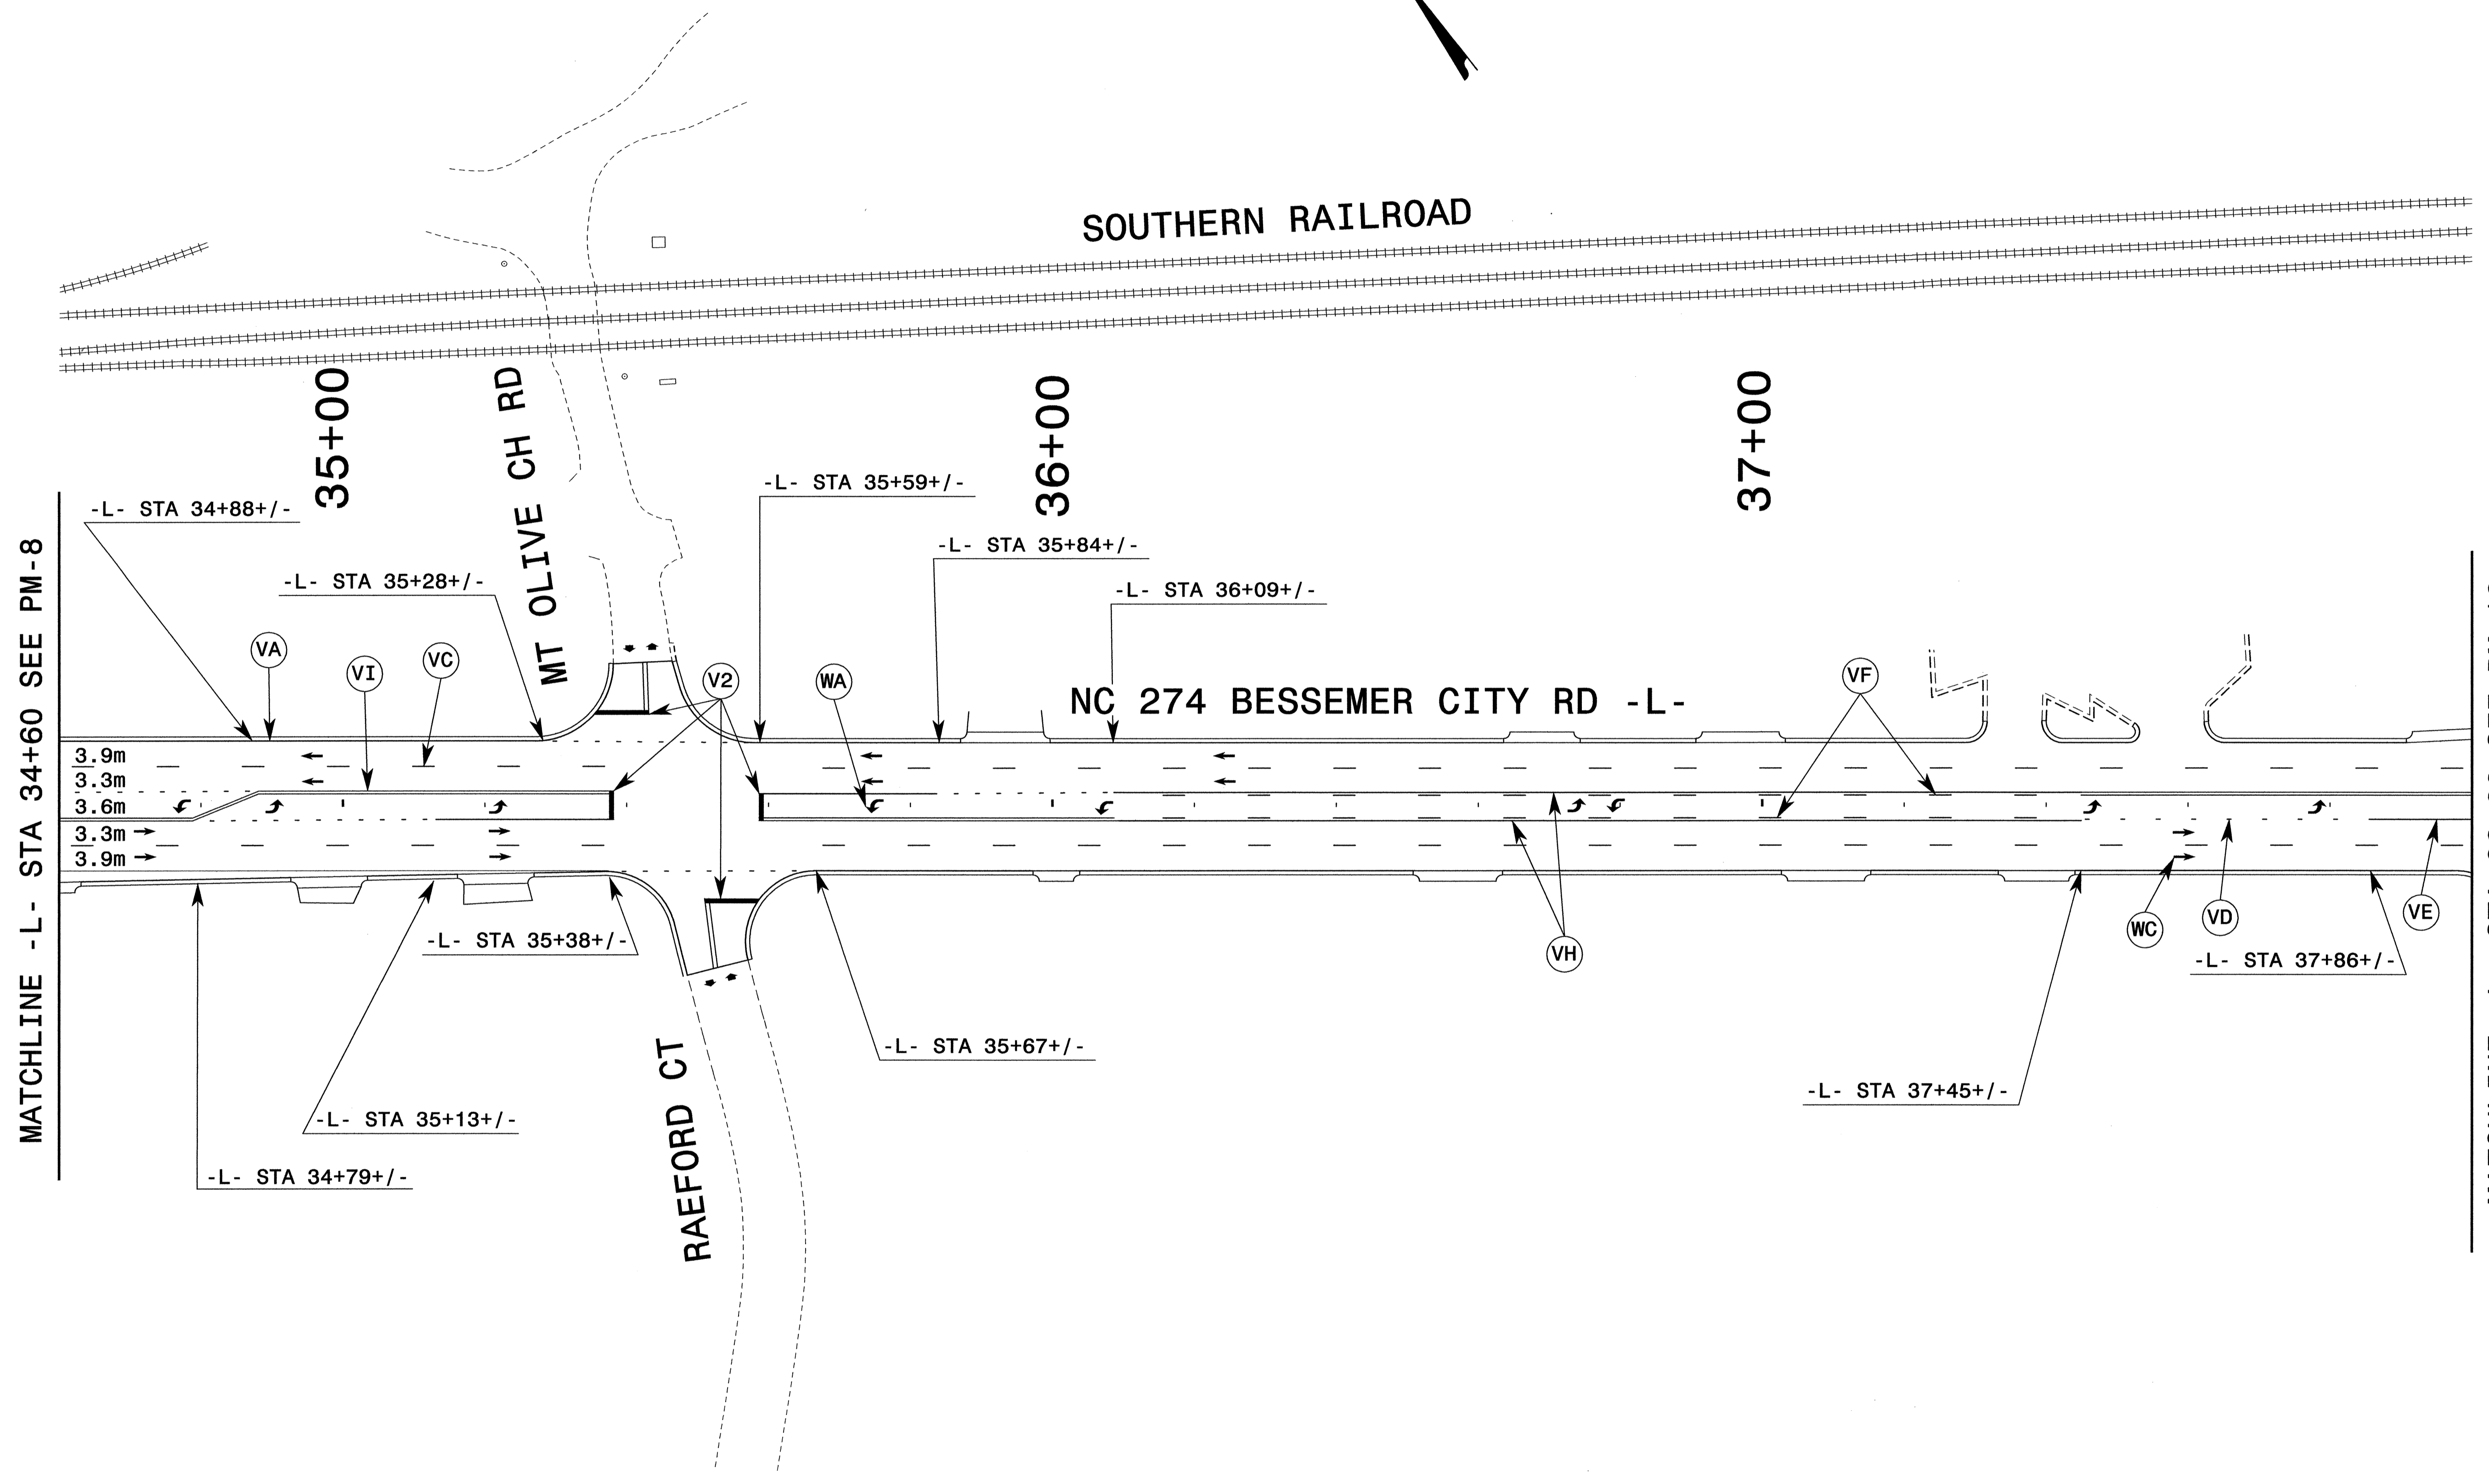 SOUTHERN RAILROAD
35+00
36+00
37+00
MT OLIVE CH RD
-L- STA 34+88+/-
-L- STA 35+28+/-
-L- STA 35+59+/-
-L- STA 35+84+/-
-L- STA 36+09+/-
MATCHLINE -L- STA 34+60 SEE PM-8
VA
VI
VC
V2
WA
NC 274 BESSEMER CITY RD -L-
VF
3.9m
3.3m
3.6m
3.3m
3.9m
-L- STA 35+38+/-
VH
WC
VD
VE
-L- STA 37+86+/-
-L- STA 35+67+/-
-L- STA 37+45+/-
-L- STA 35+13+/-
-L- STA 34+79+/-
RAEFORD CT